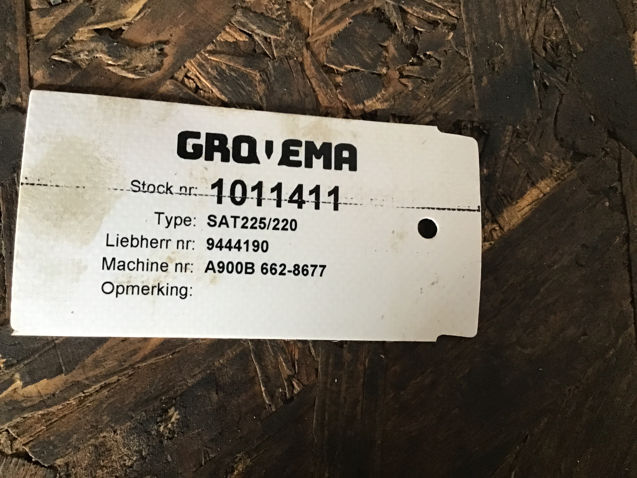 GROVEMA
Stock nr: 1011411
Type: SAT225/220
Liebherr nr: 9444190
Machine nr: A900B 662-8677
Opmerking: